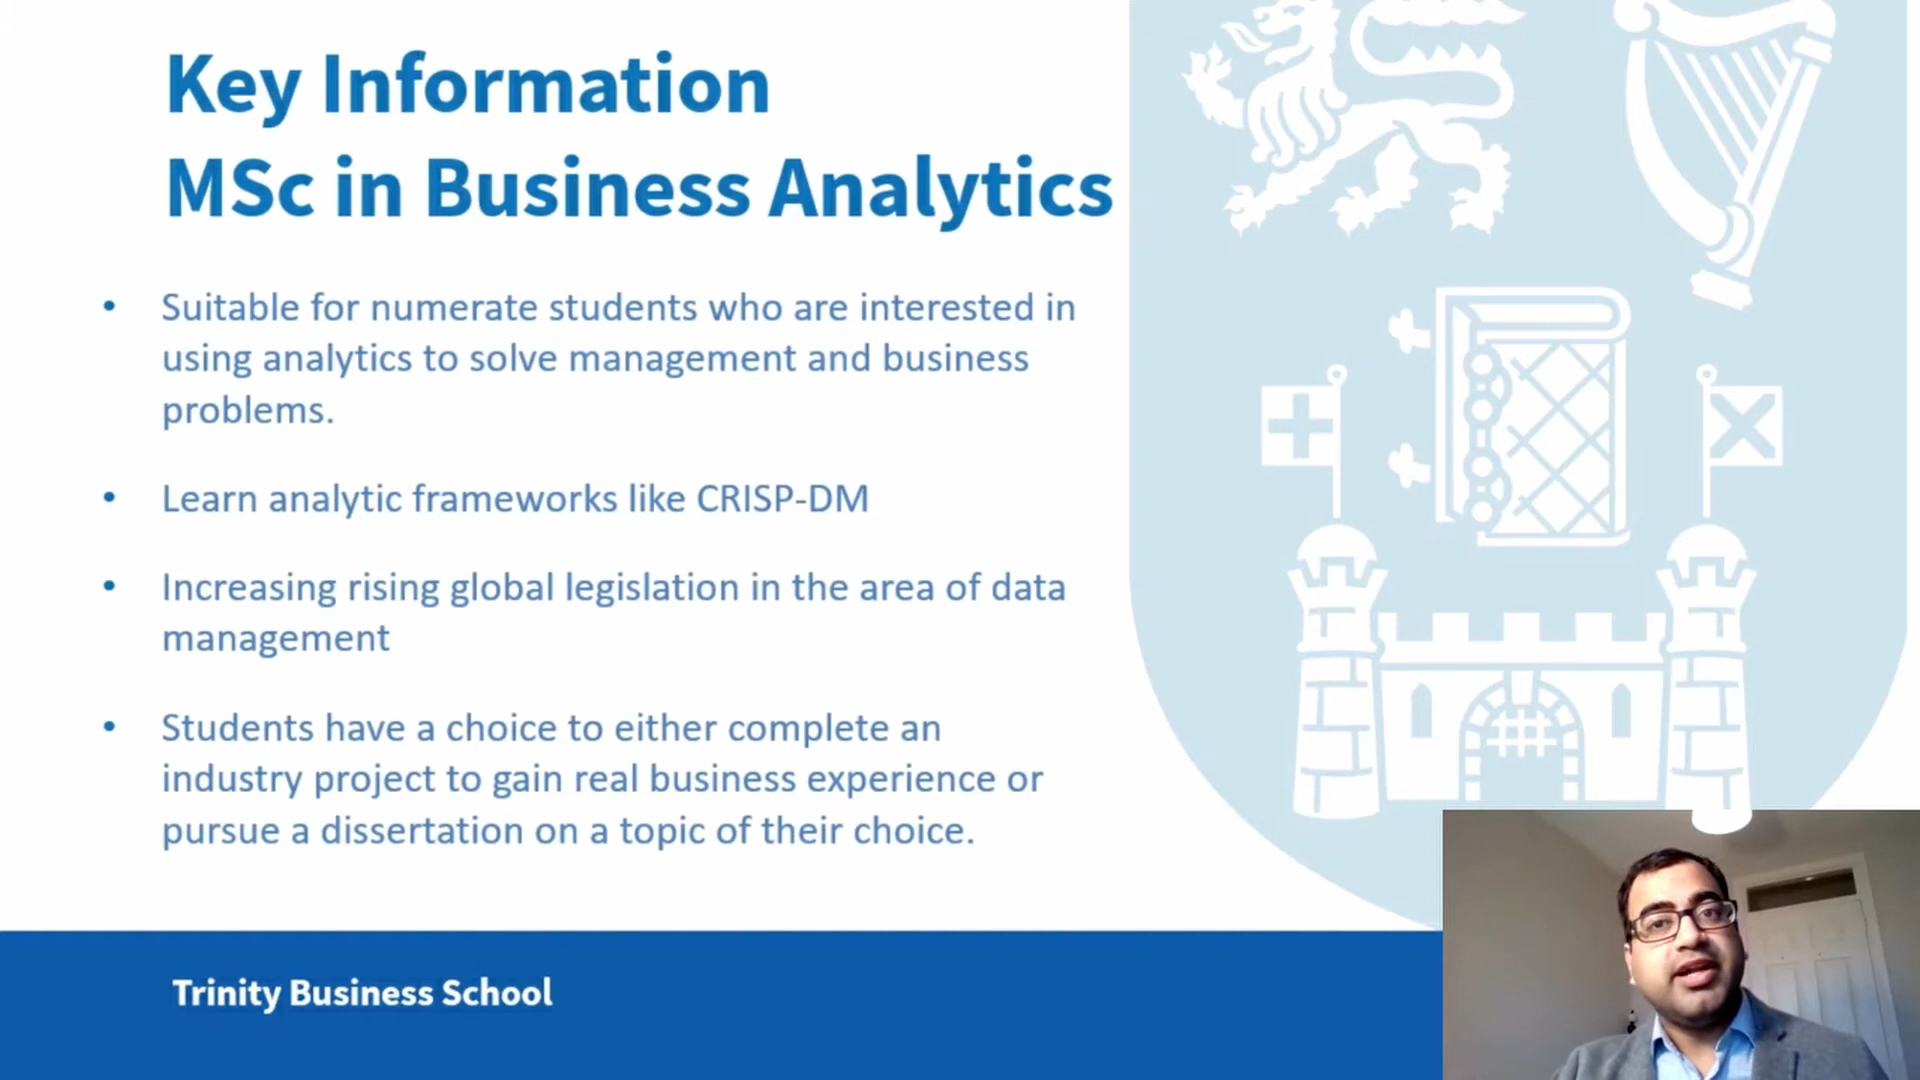 Key Information
MSc in Business Analytics
• Suitable for numerate students who are interested in
using analytics to solve management and business
problems.
• Learn analytic frameworks like CRISP-DM
• Increasing rising global legislation in the area of data
management
• Students have a choice to either complete an
industry project to gain real business experience or
pursue a dissertation on a topic of their choice.
Trinity Business School